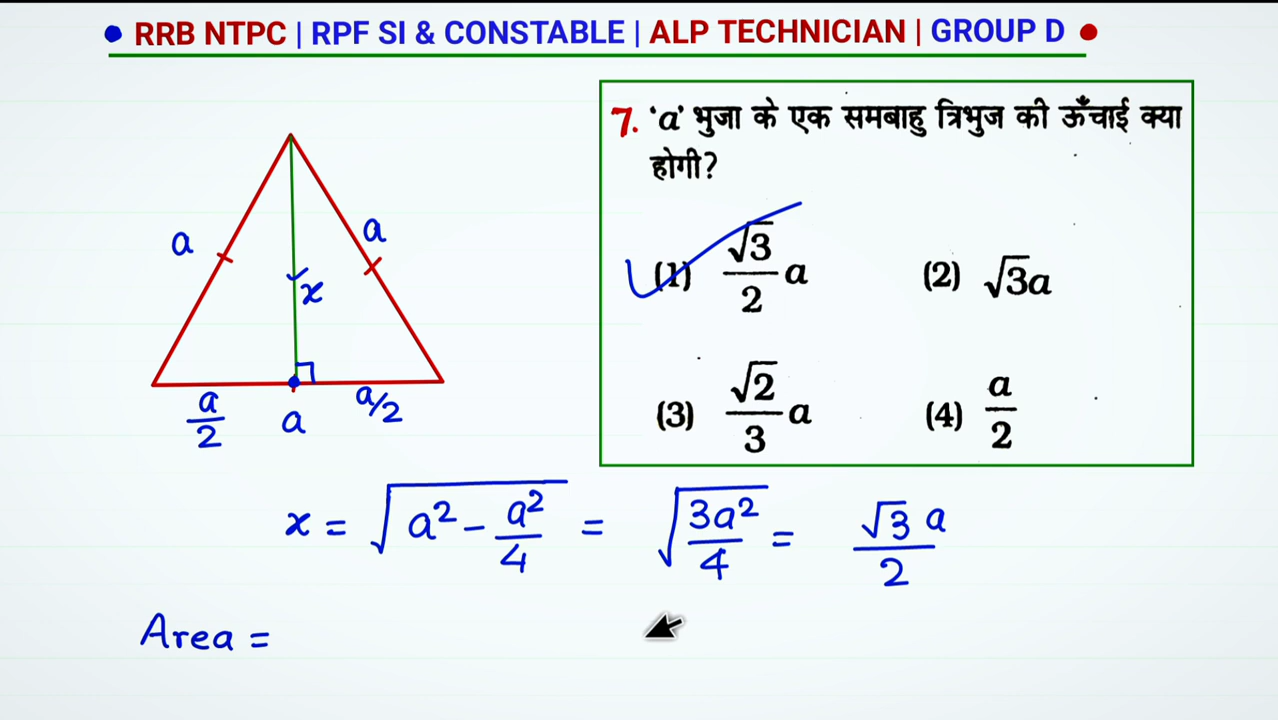 RRB NTPC | RPF SI & CONSTABLE | ALP TECHNICIAN | GROUP D
7. 'a' भुजा के एक समबाहु त्रिभुज की ऊँचाई क्या
होगी?
(1) √3/2 a
(2) √3a
(3) √2/3 a
(4) a/2
a
a
x
a/2
a
a/2
x = √(a² - a²/4) = √(3a²/4) = √3 a/2
Area =